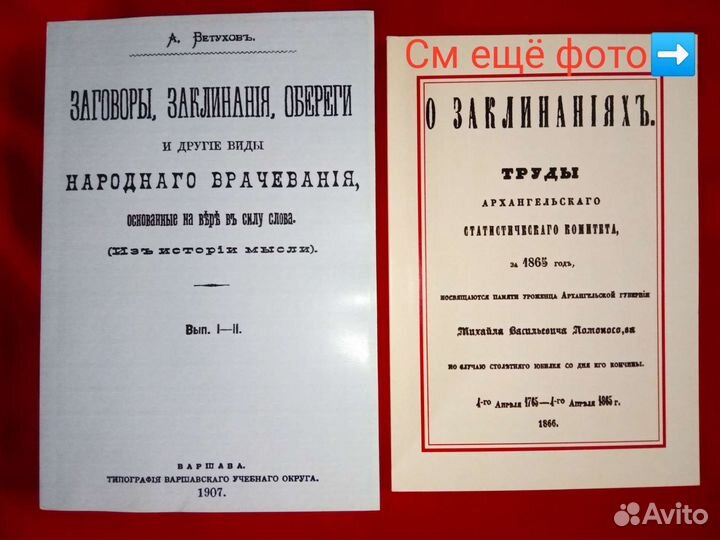 А. Ветуховъ.
ЗАГОВОРЫ, ЗАКЛИНАНІЯ, ОБЕРЕГИ
И ДРУГІЕ ВИДЫ
НАРОДНАГО ВРАЧЕВАНІЯ,
основанные на вѣрѣ въ силу слова.
(Изъ исторіи мысли).
Вып. I—II.
ВАРШАВА.
ТИПОГРАФІЯ ВАРШАВСКАГО УЧЕБНАГО ОКРУГА.
1907.
См ещё фото➡
О ЗАКЛИНАНІЯХЪ.
ТРУДЫ
АРХАНГЕЛЬСКАГО
СТАТИСТИЧЕСКАГО КОМИТЕТА,
за 1865 годъ,
посвящаются памяти уроженца Архангельской губерніи
Михайла Васильевича Ломоносова
по случаю столѣтняго юбилея со дня его кончины.
4-го Апрѣля 1765—4-го Апрѣля 1865 г.
1866.
Avito